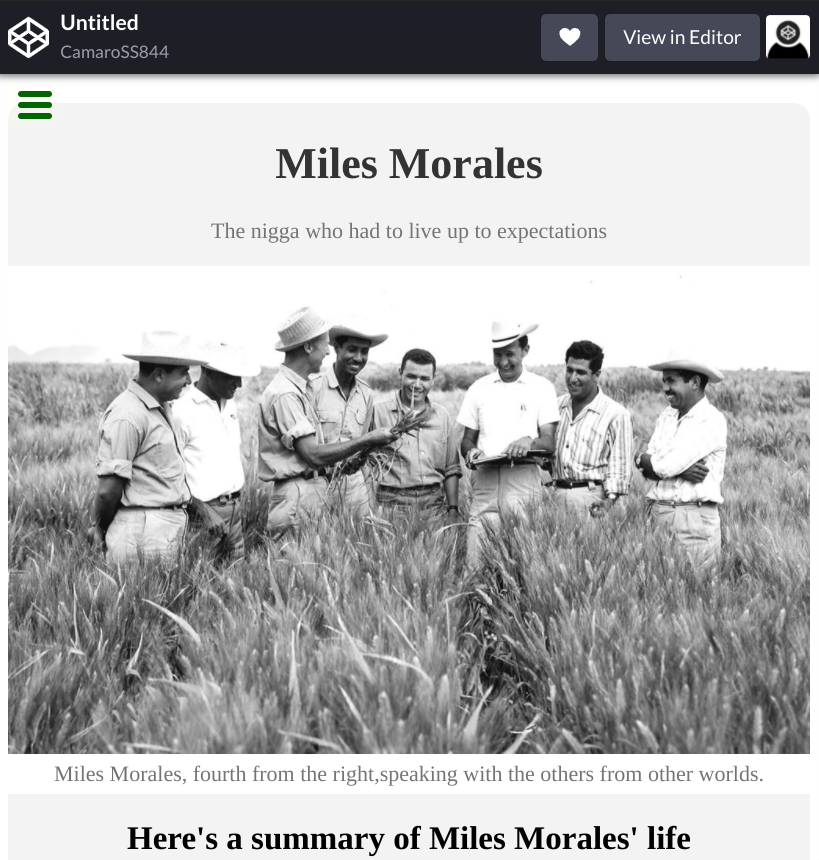 Untitled
CamaroSS844
View in Editor
Miles Morales
The nigga who had to live up to expectations
Miles Morales, fourth from the right,speaking with the others from other worlds.
Here's a summary of Miles Morales' life